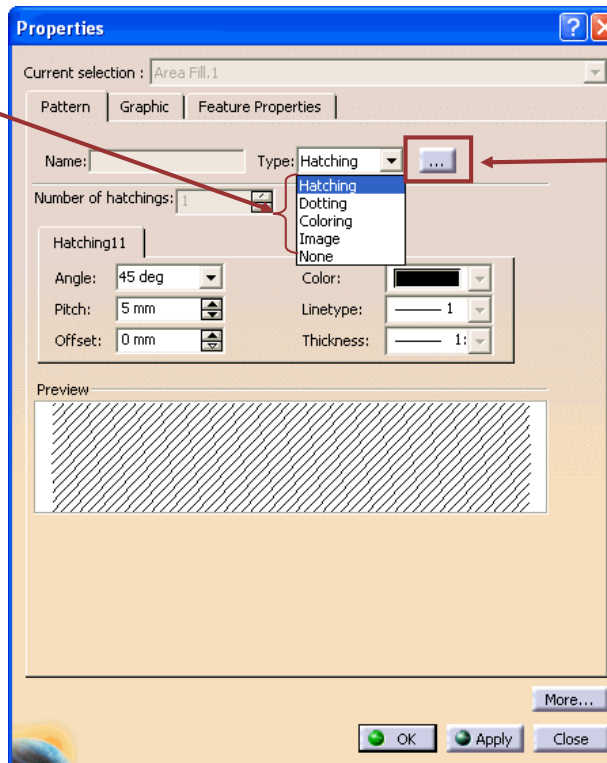 Properties
Current selection : Area Fill.1
Pattern Graphic Feature Properties
Name: Type: Hatching ...
Number of hatchings: 1
Hatching
Dotting
Coloring
Image
None
Hatching11
Angle: 45 deg Color:
Pitch: 5 mm Linetype: 1
Offset: 0 mm Thickness: 1:
Preview
More...
OK Apply Close